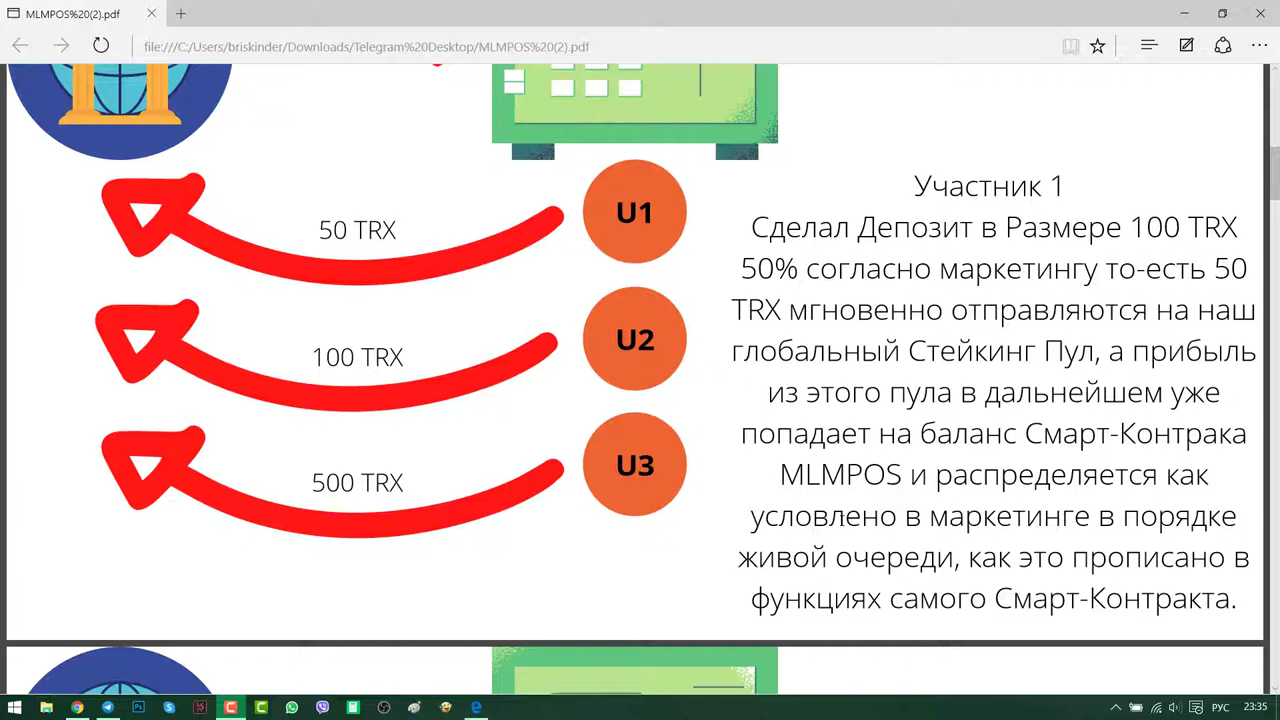 MLMPOS%20(2).pdf
file:///C:/Users/briskinder/Downloads/Telegram%20Desktop/MLMPOS%20(2).pdf
50 TRX
U1
100 TRX
U2
500 TRX
U3
Участник 1
Сделал Депозит в Размере 100 TRX
50% согласно маркетингу то-есть 50
TRX мгновенно отправляются на наш
глобальный Стейкинг Пул, а прибыль
из этого пула в дальнейшем уже
попадает на баланс Смарт-Контрака
MLMPOS и распределяется как
условлено в маркетинге в порядке
живой очереди, как это прописано в
функциях самого Смарт-Контракта.
РУС
23:35